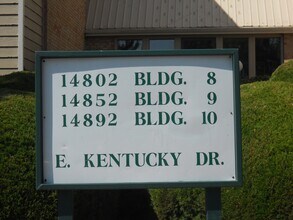 14802 BLDG. 8
14852 BLDG. 9
14892 BLDG. 10
E. KENTUCKY DR.